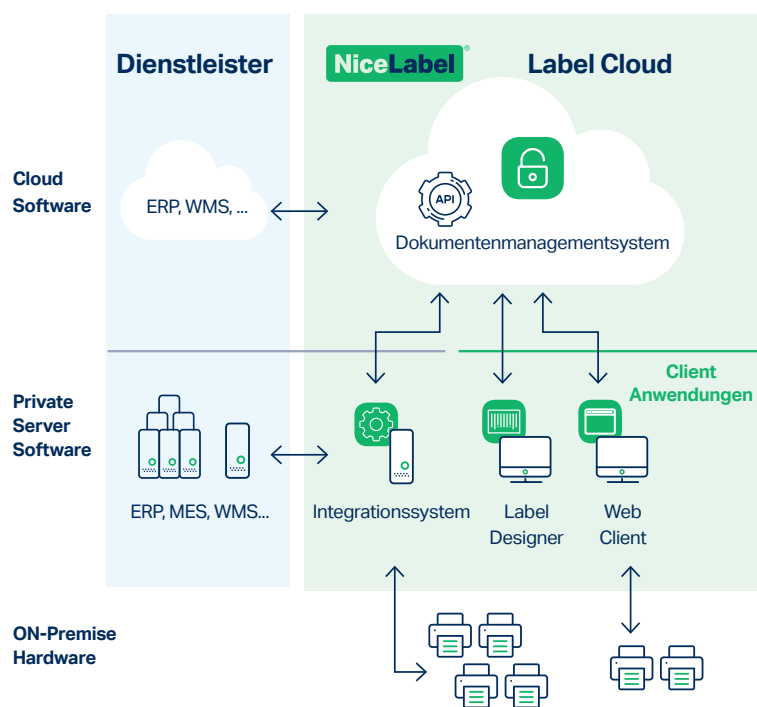 Dienstleister
NiceLabel®
Label Cloud
Cloud
Software
ERP, WMS, ...
API
Dokumentenmanagementsystem
Client
Anwendungen
Private
Server
Software
ERP, MES, WMS...
Integrationssystem
Label
Designer
Web
Client
ON-Premise
Hardware